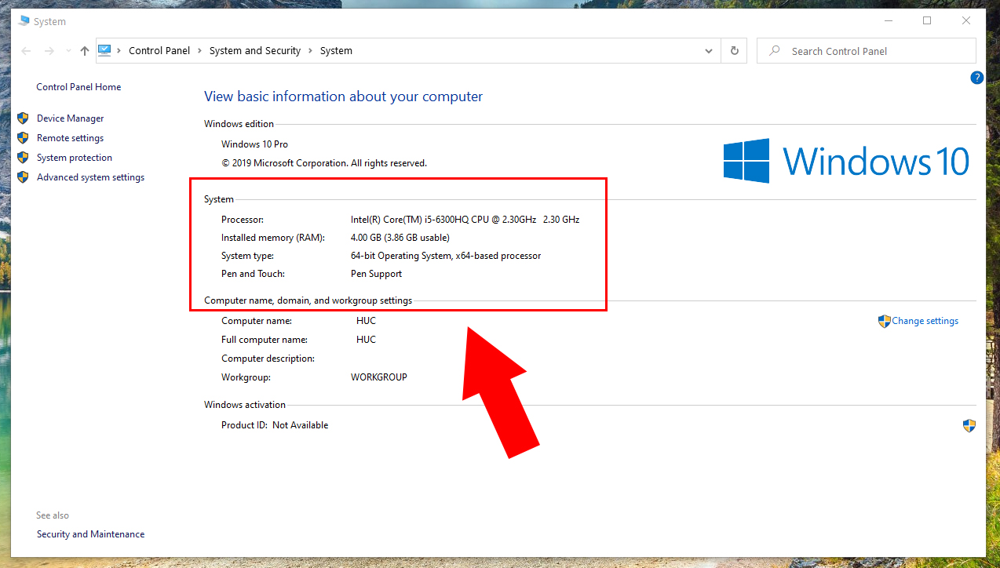 System
Control Panel › System and Security › System
Search Control Panel
?
Control Panel Home
Device Manager
Remote settings
System protection
Advanced system settings
View basic information about your computer
Windows edition
Windows 10 Pro
© 2019 Microsoft Corporation. All rights reserved.
Windows 10
System
Processor: Intel(R) Core(TM) i5-6300HQ CPU @ 2.30GHz 2.30 GHz
Installed memory (RAM): 4.00 GB (3.86 GB usable)
System type: 64-bit Operating System, x64-based processor
Pen and Touch: Pen Support
Computer name, domain, and workgroup settings
Computer name: HUC
Change settings
Full computer name: HUC
Computer description:
Workgroup: WORKGROUP
Windows activation
Product ID: Not Available
See also
Security and Maintenance